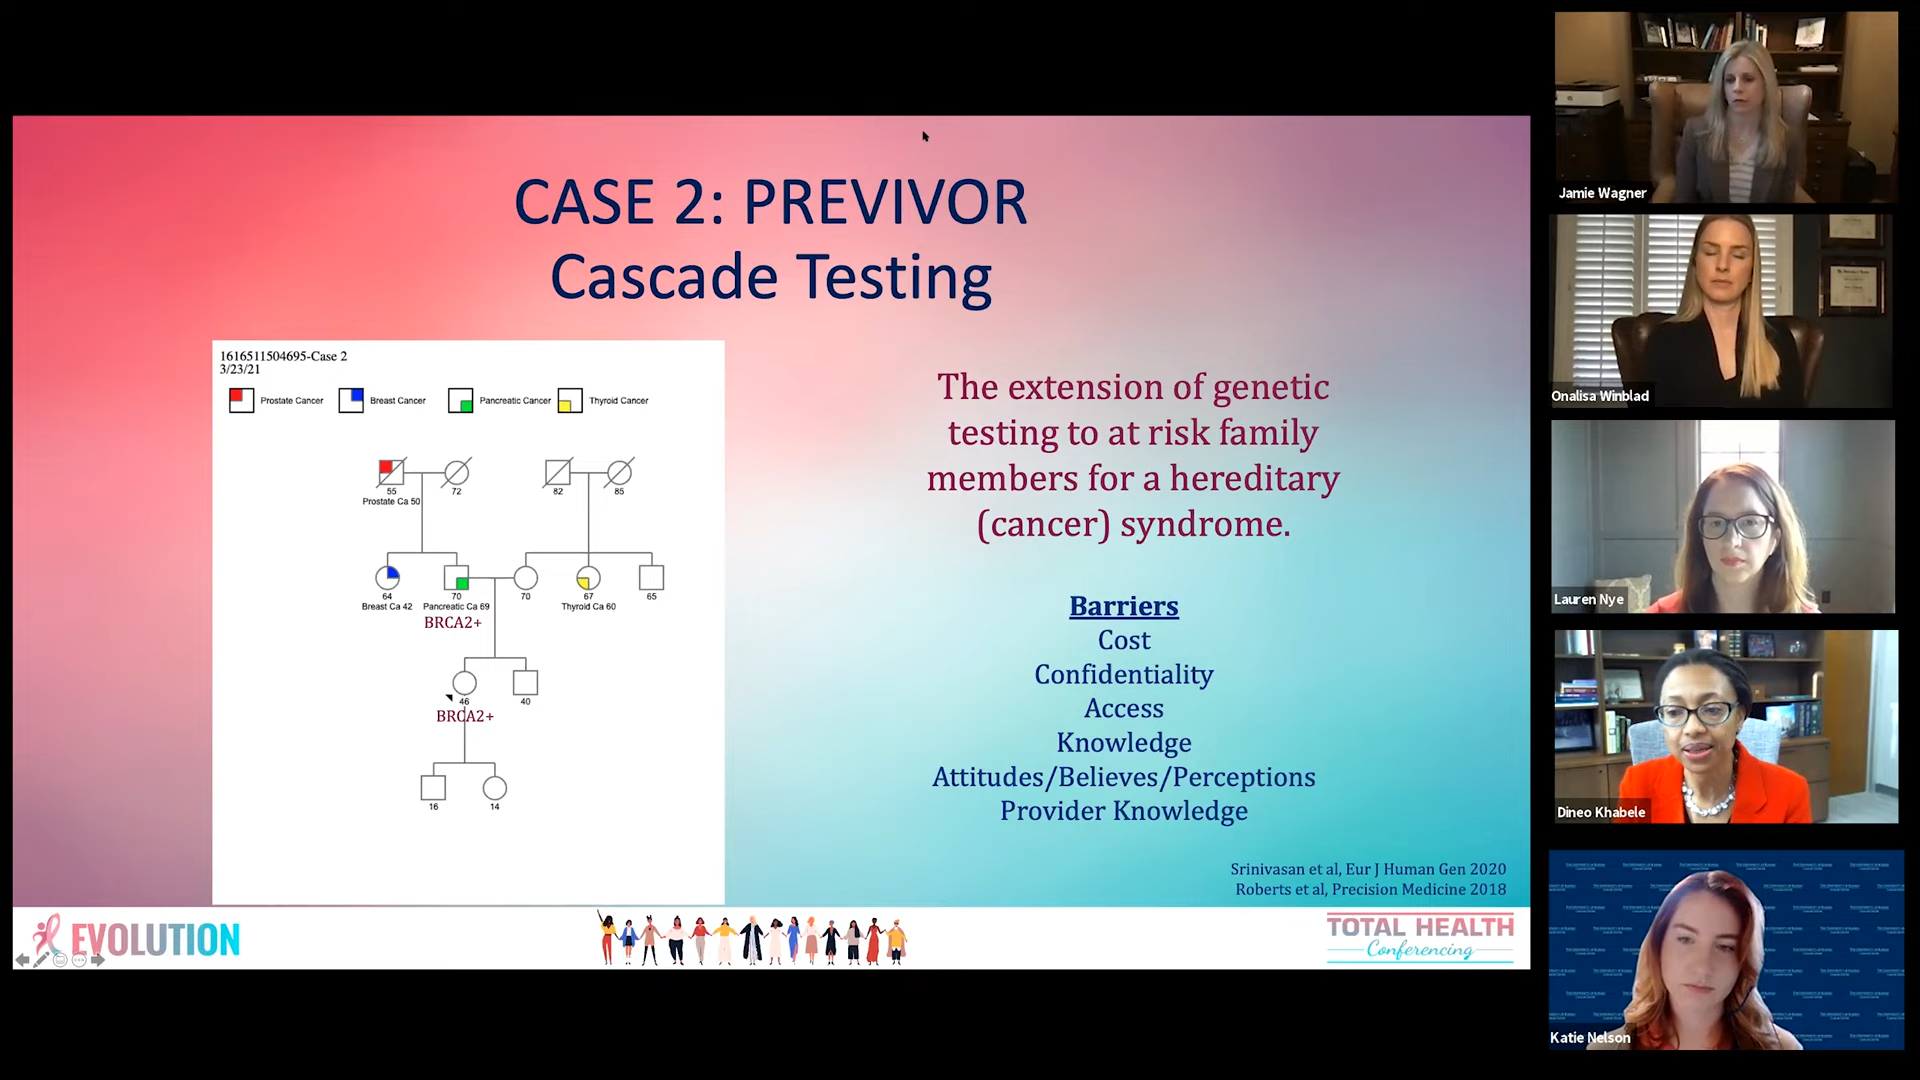 CASE 2: PREVIVOR
Cascade Testing
1616511504695-Case 2
3/23/21
Prostate Cancer
Breast Cancer
Pancreatic Cancer
Thyroid Cancer
55
72
82
85
Prostate Ca 50
64
70
70
67
65
Breast Ca 42
Pancreatic Ca 69
Thyroid Ca 60
BRCA2+
46
40
BRCA2+
16
14
The extension of genetic
testing to at risk family
members for a hereditary
(cancer) syndrome.
Barriers
Cost
Confidentiality
Access
Knowledge
Attitudes/Believes/Perceptions
Provider Knowledge
Srinivasan et al, Eur J Human Gen 2020
Roberts et al, Precision Medicine 2018
EVOLUTION
TOTAL HEALTH
Conferencing
Jamie Wagner
Onalisa Winblad
Lauren Nye
Dineo Khabele
Katie Nelson